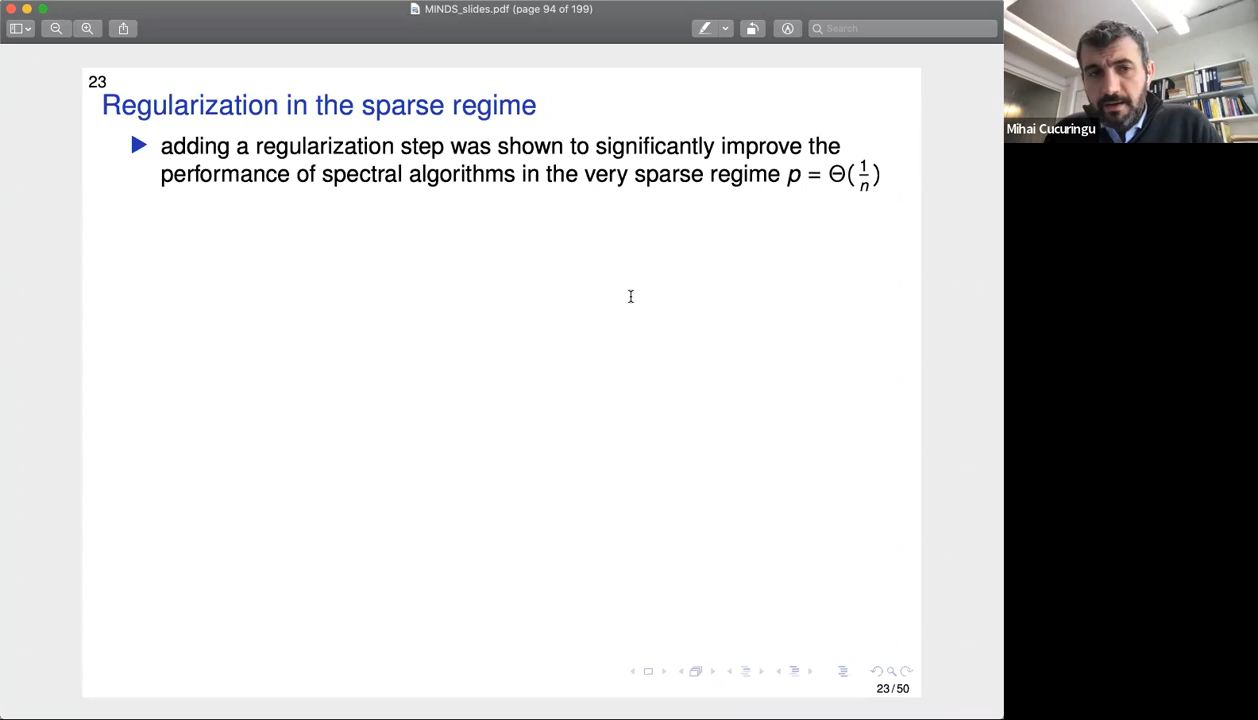 MINDS_slides.pdf (page 94 of 199)
Search
23
Regularization in the sparse regime
adding a regularization step was shown to significantly improve the
performance of spectral algorithms in the very sparse regime p = Θ(1/n)
23/50
Mihai Cucuringu